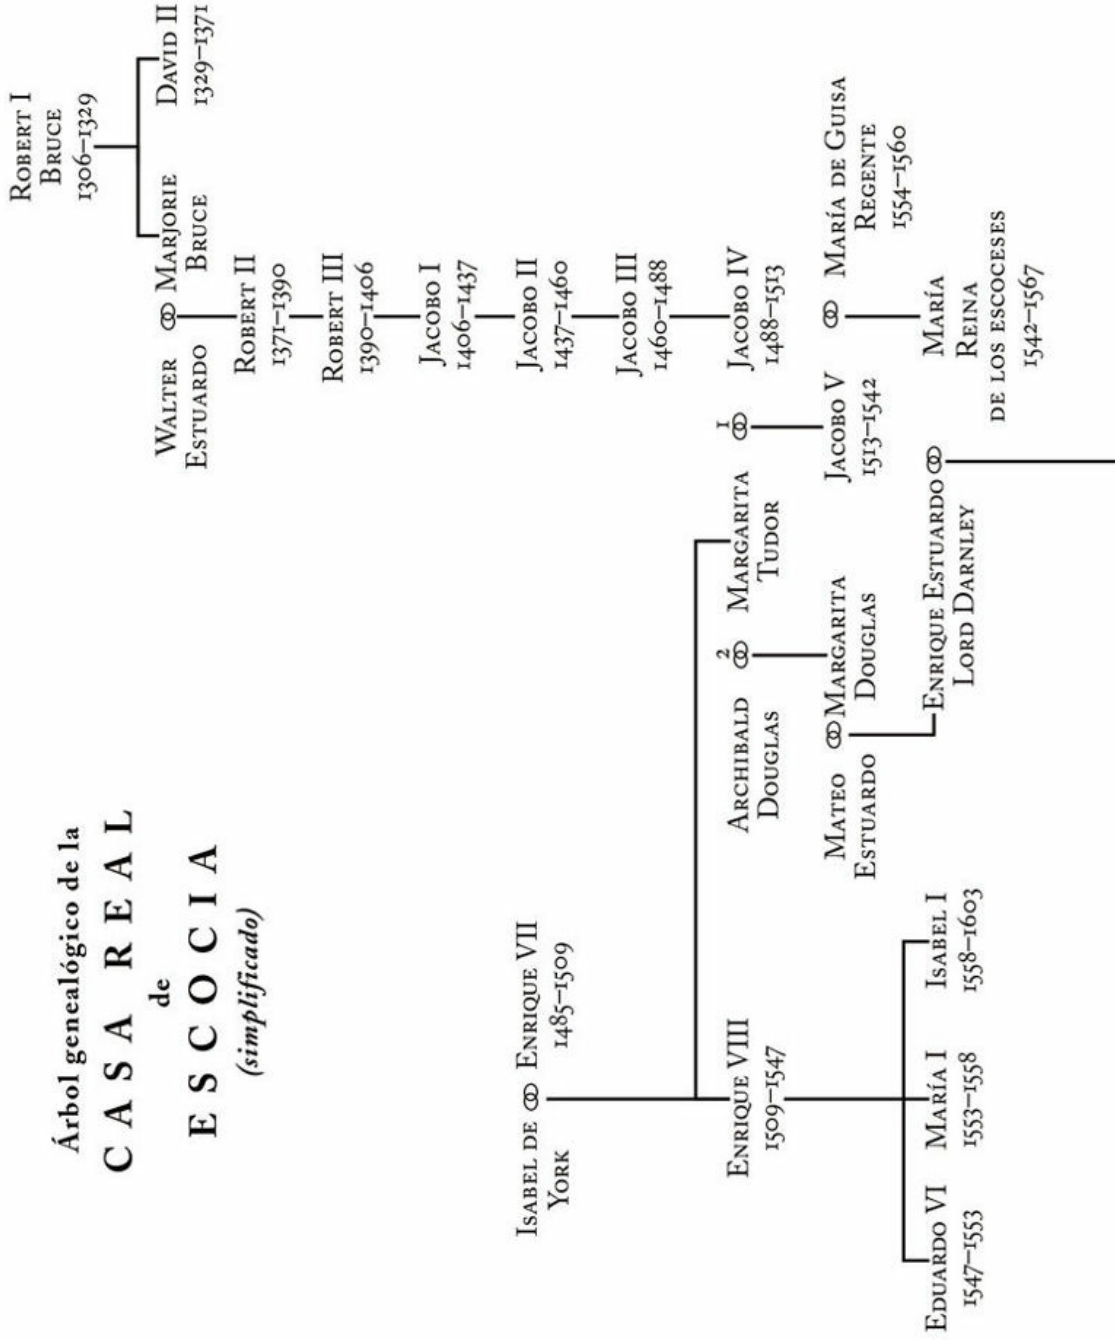 Árbol genealógico de la
CASA REAL
de
ESCOCIA
(simplificado)
ROBERT I
BRUCE
1306–1329
WALTER
ESTUARDO
MARJORIE
BRUCE
DAVID II
1329–1371
ROBERT II
1371–1390
ROBERT III
1390–1406
JACOBO I
1406–1437
ISABEL DE
YORK
ENRIQUE VII
1485–1509
JACOBO II
1437–1460
JACOBO III
1460–1488
ENRIQUE VIII
1509–1547
ARCHIBALD
DOUGLAS
2
MARGARITA
TUDOR
1
JACOBO IV
1488–1513
MATEO
ESTUARDO
MARGARITA
DOUGLAS
JACOBO V
1513–1542
MARÍA DE GUISA
REGENTE
1554–1560
EDUARDO VI
1547–1553
MARÍA I
1553–1558
ISABEL I
1558–1603
ENRIQUE ESTUARDO
LORD DARNLEY
MARÍA
REINA
DE LOS ESCOCESES
1542–1567